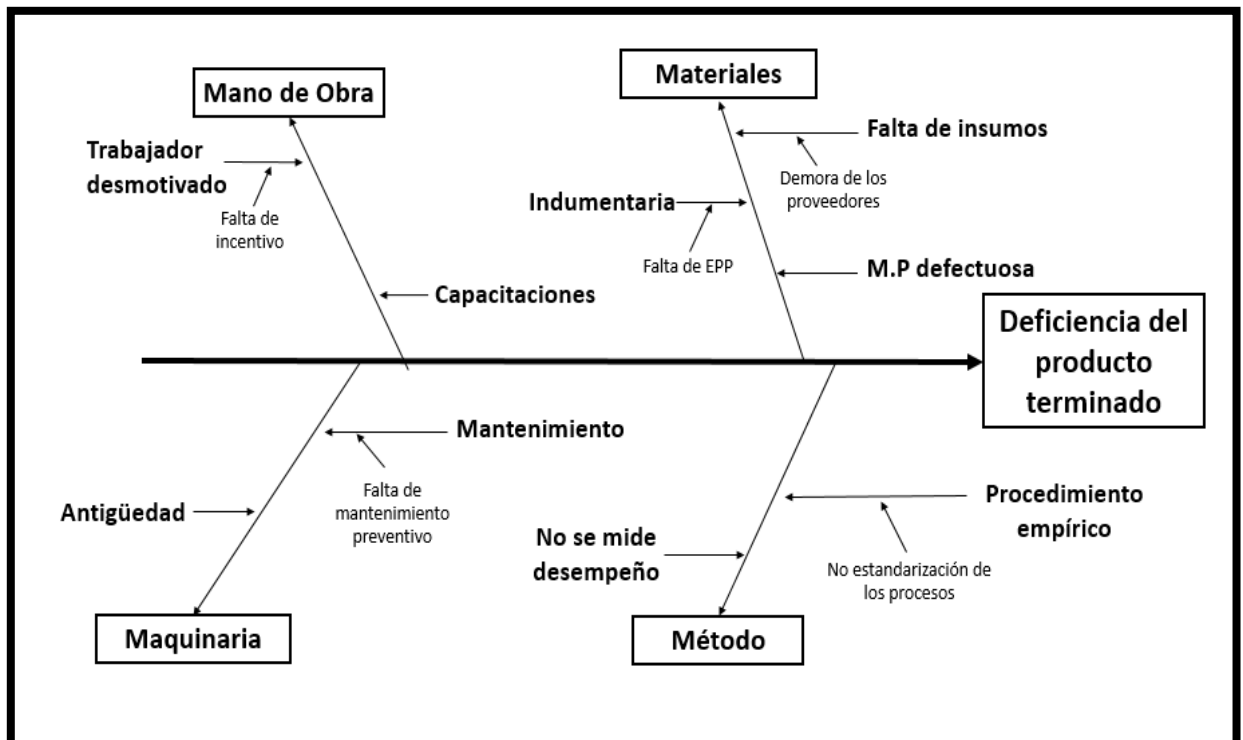 Mano de Obra
Materiales
Trabajador
desmotivado
Falta de
incentivo
Capacitaciones
Falta de insumos
Demora de los
proveedores
Indumentaria
Falta de EPP
M.P defectuosa
Deficiencia del
producto
terminado
Mantenimiento
Falta de
mantenimiento
preventivo
Antigüedad
Maquinaria
Procedimiento
empírico
No estandarización de
los procesos
No se mide
desempeño
Método